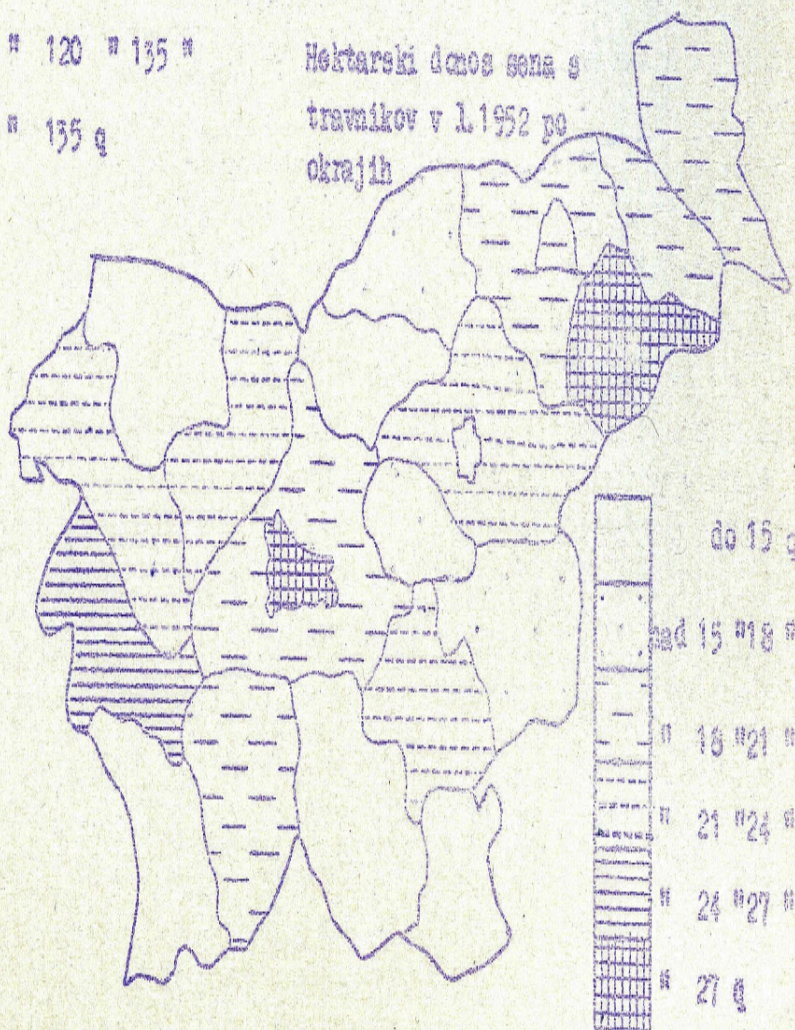 " 120 " 135 "
" 135 q
Hektarski donos sena s
travnikov v l.1952 po
okrajih
do 15 q
nad 15 "18 "
" 18 "21 "
" 21 "24 "
" 24 "27 "
" 27 q